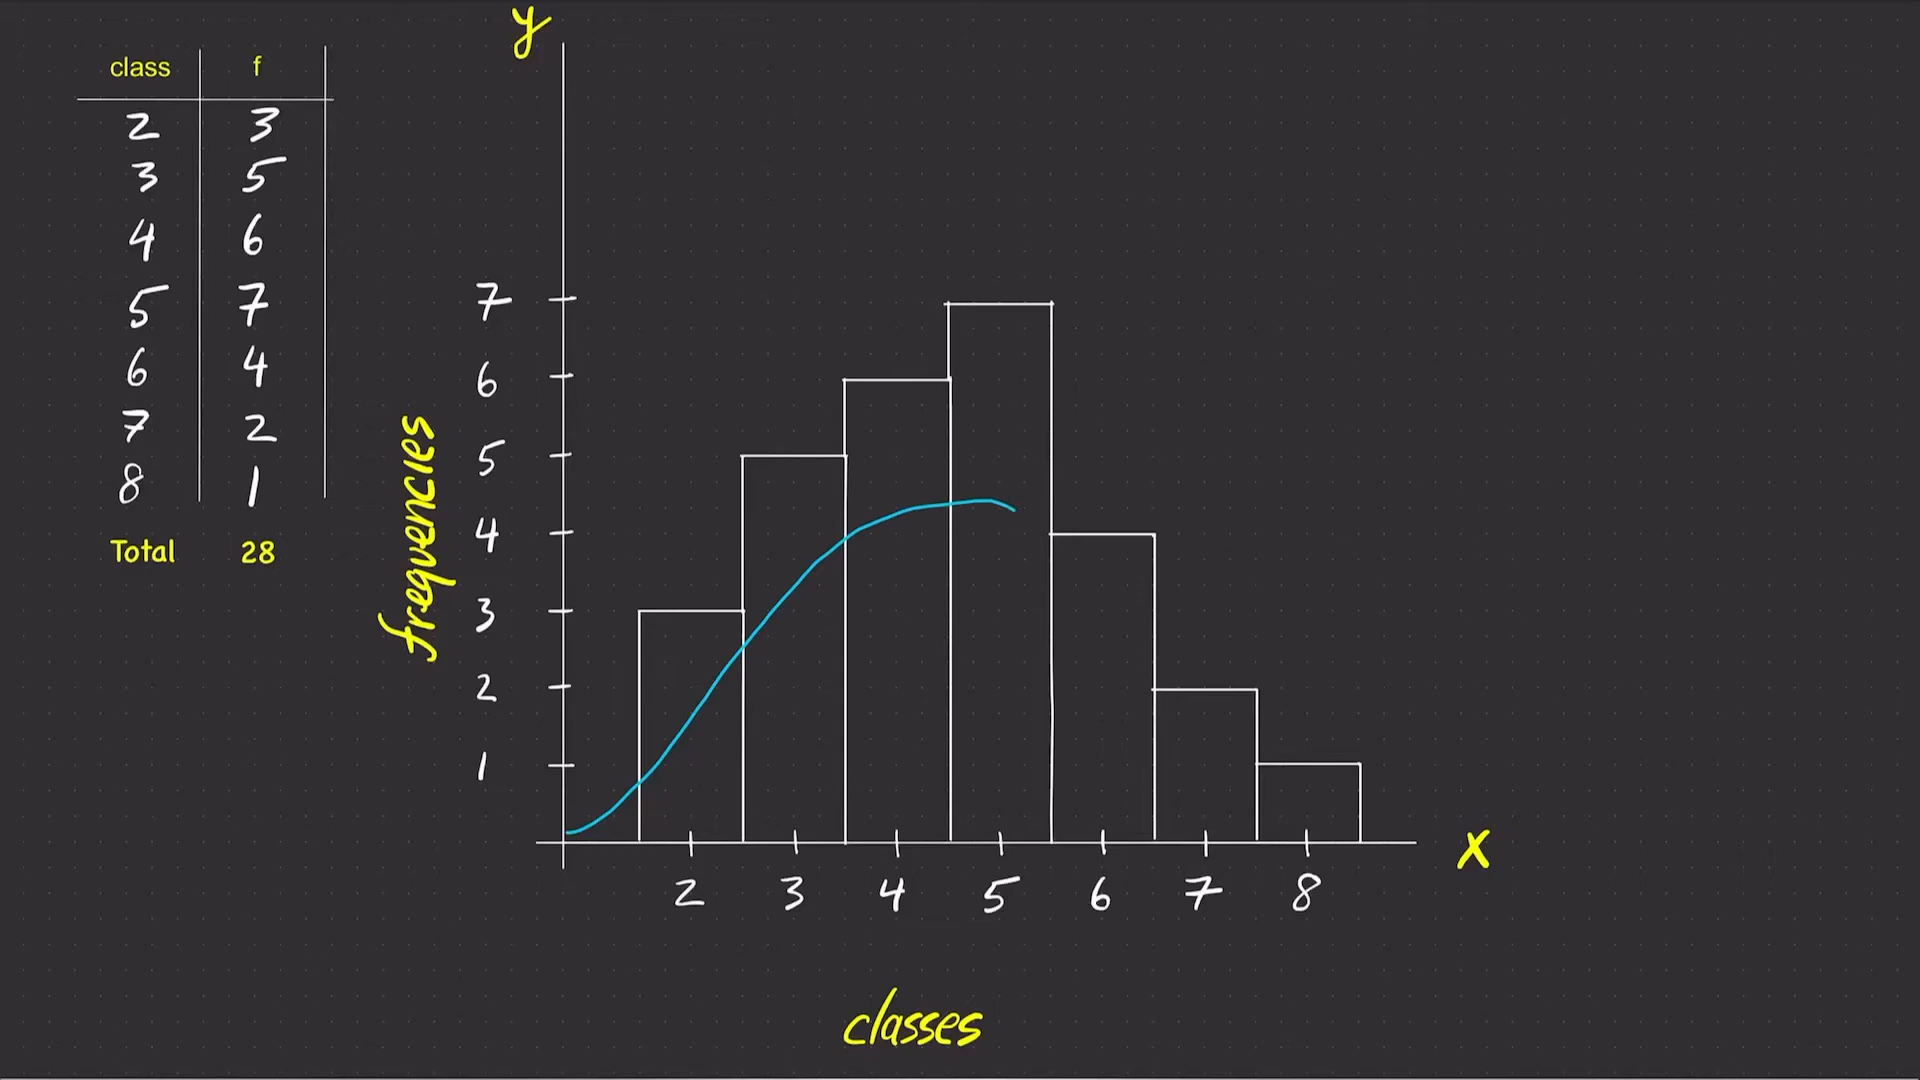 class f
2 3
3 5
4 6
5 7
6 4
7 2
8 1
Total 28
y
7
6
5
4
3
2
1
frequencies
2 3 4 5 6 7 8
x
classes